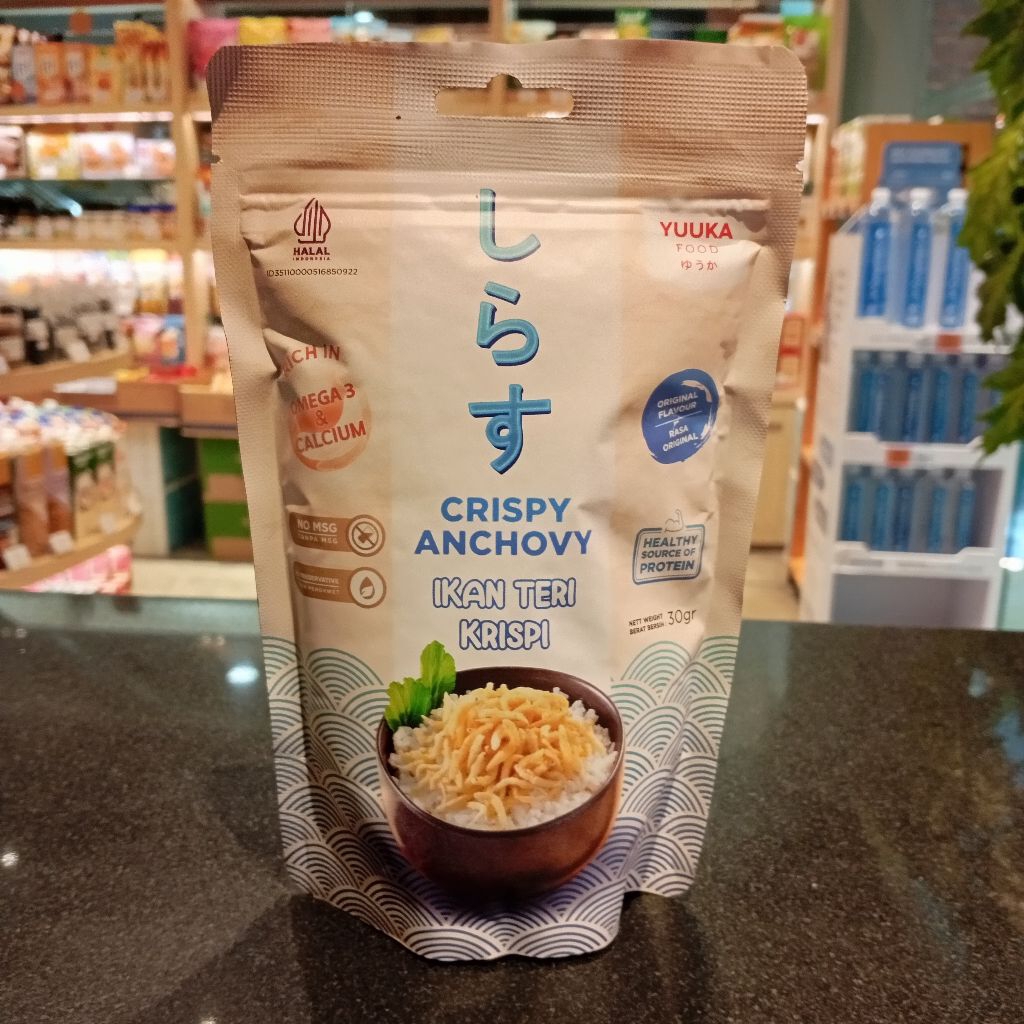 HALAL
INDONESIA
ID35110000516850922
しらす
YUUKA
FOOD
ゆうか
RICH IN
OMEGA 3
&
CALCIUM
ORIGINAL
FLAVOUR
RASA
ORIGINAL
NO MSG
TANPA MSG
CRISPY
ANCHOVY
IKAN TERI
KRISPI
HEALTHY
SOURCE OF
PROTEIN
NETT WEIGHT
BERAT BERSIH
30gr